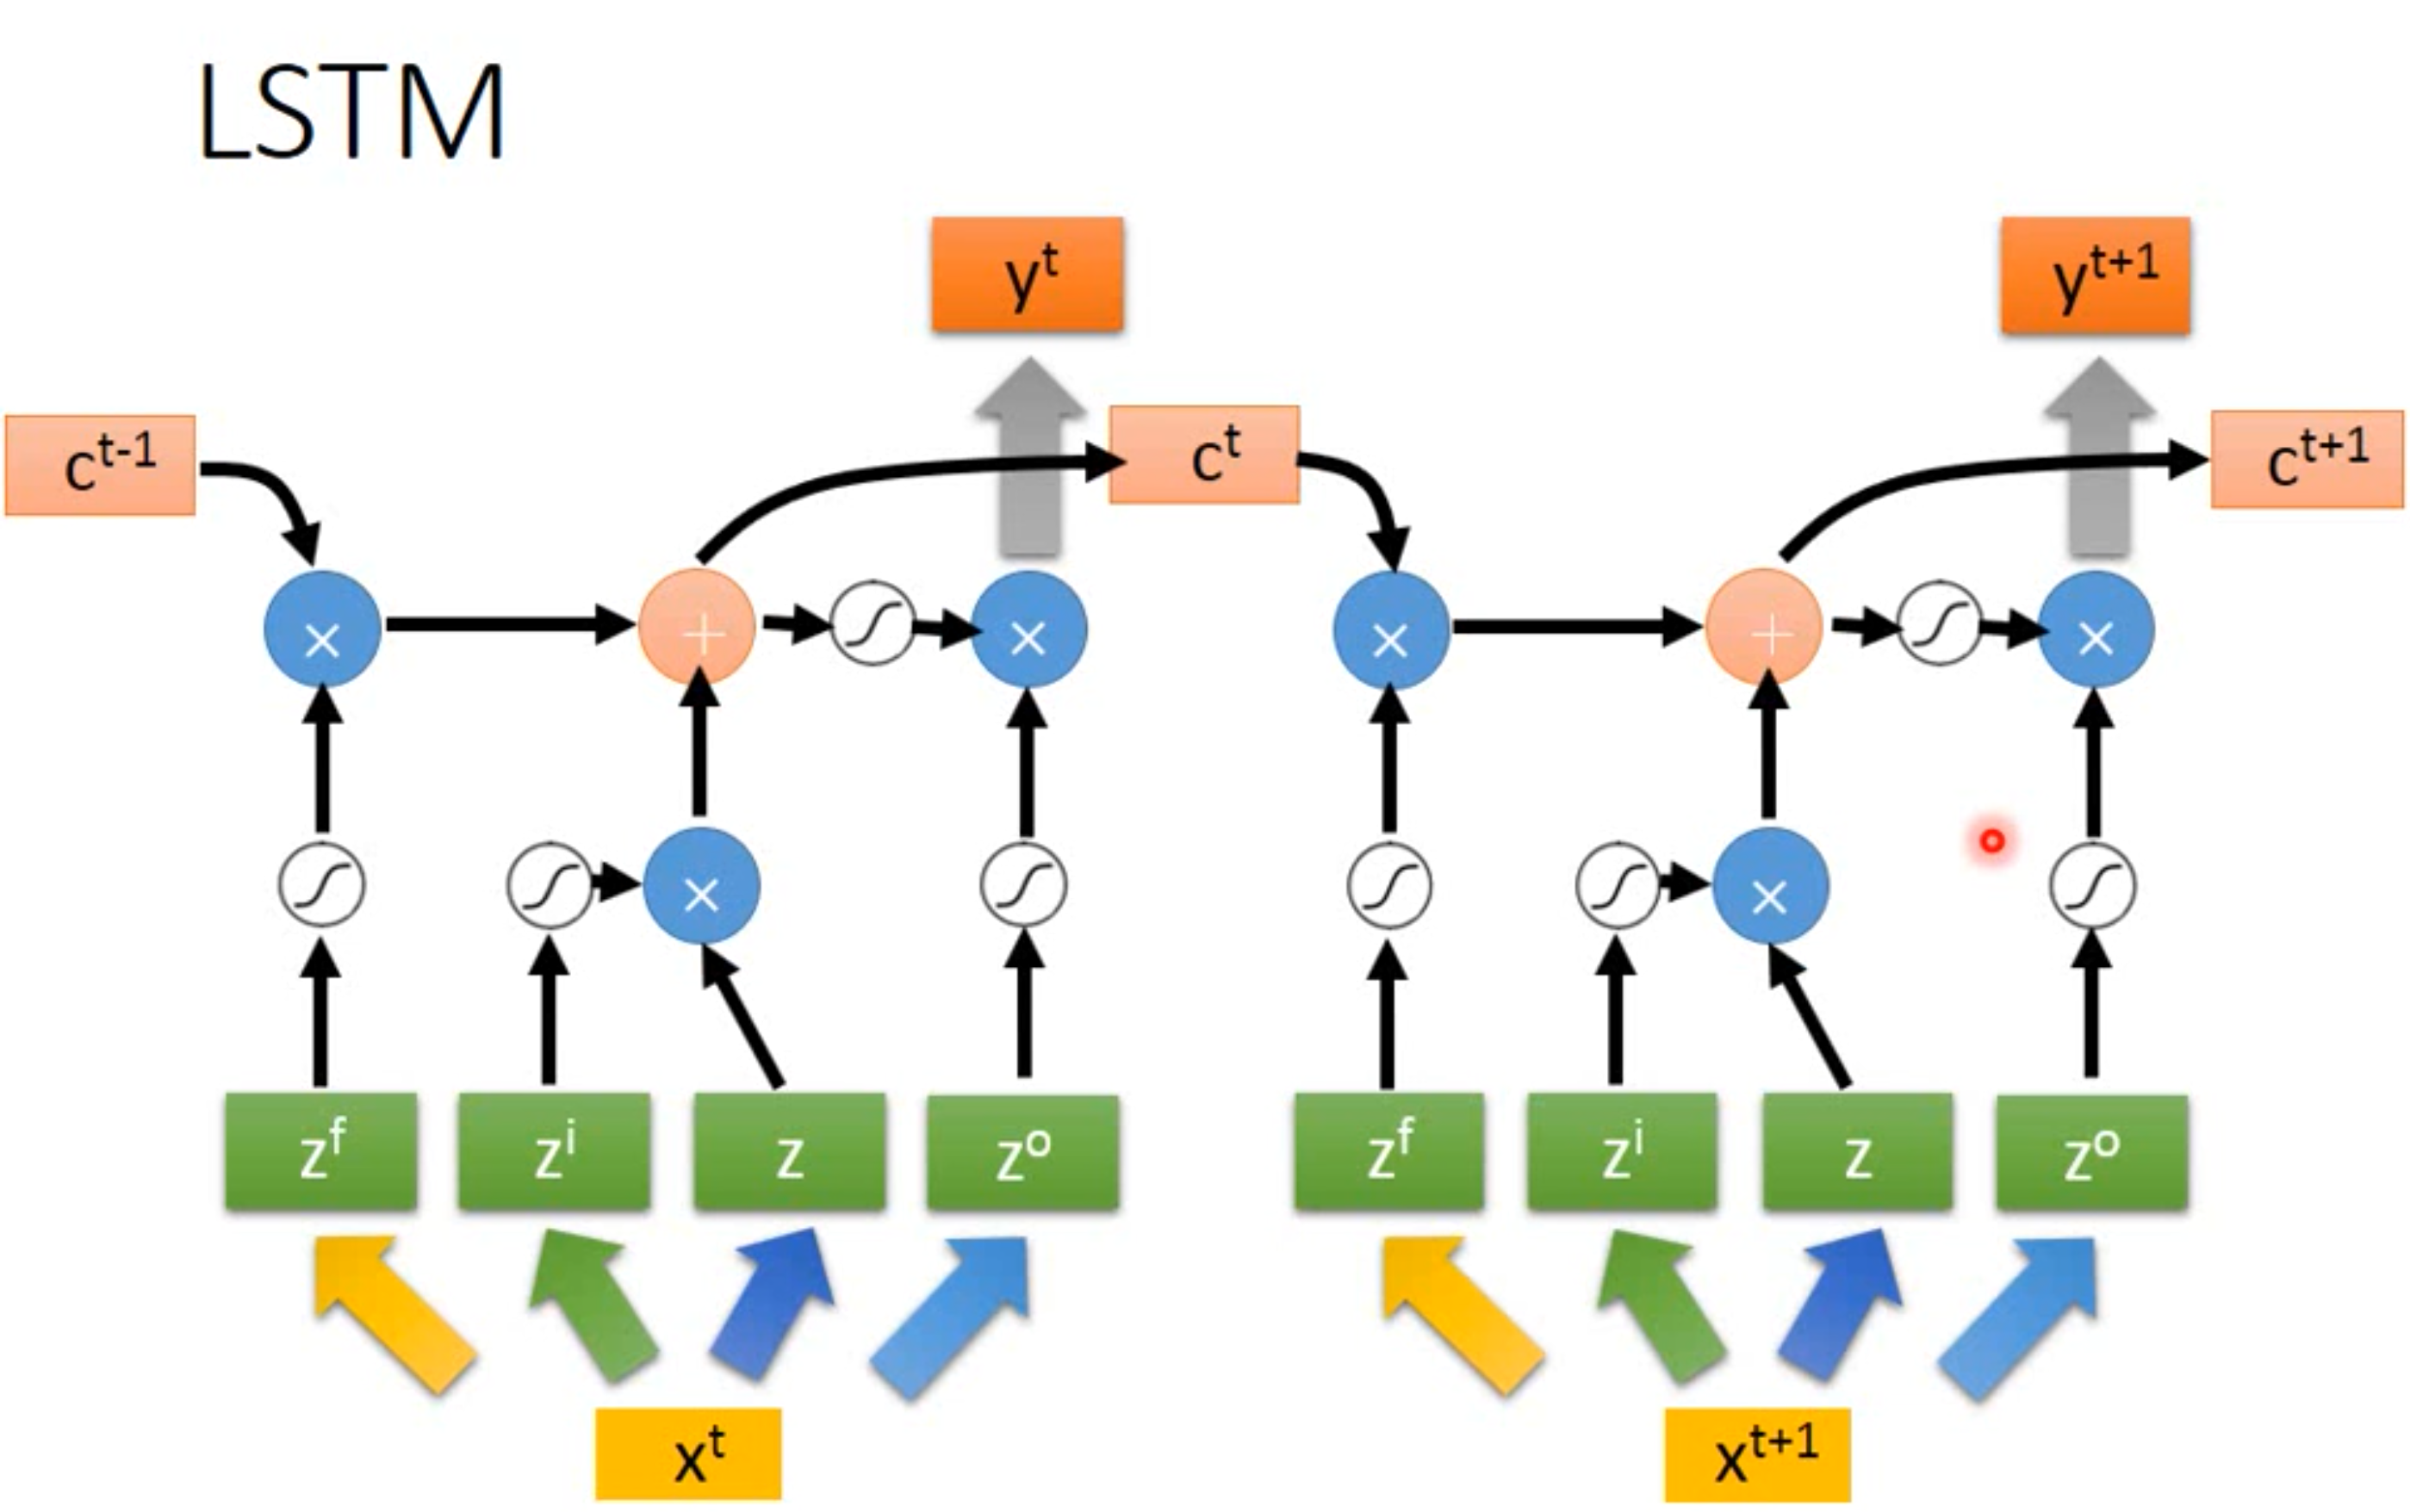 LSTM
y^t
y^t+1
c^t-1
c^t
c^t+1
× + × × + ×
× ×
z^f z^i z z^o z^f z^i z z^o
x^t
x^t+1